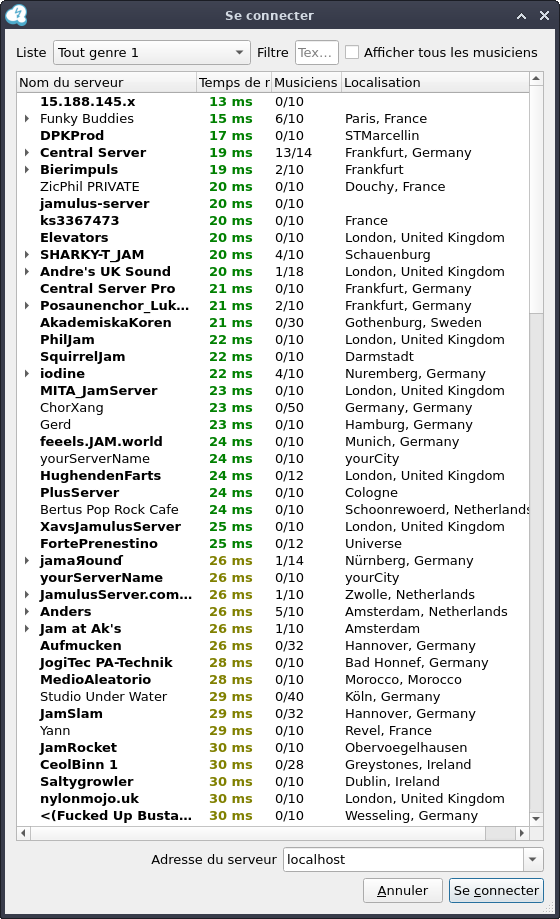 Se connecter
Liste Tout genre 1 Filtre Tex... Afficher tous les musiciens
Nom du serveur Temps de r Musiciens Localisation
15.188.145.x 13 ms 0/10
Funky Buddies 15 ms 6/10 Paris, France
DPKProd 17 ms 0/10 STMarcellin
Central Server 19 ms 13/14 Frankfurt, Germany
Bierimpuls 19 ms 2/10 Frankfurt
ZicPhil PRIVATE 20 ms 0/10 Douchy, France
jamulus-server 20 ms 0/10
ks3367473 20 ms 0/10 France
Elevators 20 ms 0/10 London, United Kingdom
SHARKY-T_JAM 20 ms 4/10 Schauenburg
Andre's UK Sound 20 ms 1/18 London, United Kingdom
Central Server Pro 21 ms 0/10 Frankfurt, Germany
Posaunenchor_Luk... 21 ms 2/10 Frankfurt, Germany
AkademiskaKoren 21 ms 0/30 Gothenburg, Sweden
PhilJam 22 ms 0/10 London, United Kingdom
SquirrelJam 22 ms 0/10 Darmstadt
iodine 22 ms 4/10 Nuremberg, Germany
MITA_JamServer 23 ms 0/10 London, United Kingdom
ChorXang 23 ms 0/50 Germany, Germany
Gerd 23 ms 0/10 Hamburg, Germany
feeels.JAM.world 24 ms 0/10 Munich, Germany
yourServerName 24 ms 0/10 yourCity
HughendenFarts 24 ms 0/12 London, United Kingdom
PlusServer 24 ms 0/10 Cologne
Bertus Pop Rock Cafe 24 ms 0/10 Schoonrewoerd, Netherlands
XavsJamulusServer 25 ms 0/10 London, United Kingdom
FortePrenestino 25 ms 0/12 Universe
jamaЯounɗ 26 ms 1/14 Nürnberg, Germany
yourServerName 26 ms 0/10 yourCity
JamulusServer.com... 26 ms 1/10 Zwolle, Netherlands
Anders 26 ms 5/10 Amsterdam, Netherlands
Jam at Ak's 26 ms 1/10 Amsterdam
Aufmucken 26 ms 0/32 Hannover, Germany
JogiTec PA-Technik 28 ms 0/10 Bad Honnef, Germany
MedioAleatorio 28 ms 0/10 Morocco, Morocco
Studio Under Water 29 ms 0/40 Köln, Germany
JamSlam 29 ms 0/32 Hannover, Germany
Yann 29 ms 0/10 Revel, France
JamRocket 30 ms 0/10 Obervoegelhausen
CeolBinn 1 30 ms 0/28 Greystones, Ireland
Saltygrowler 30 ms 0/10 Dublin, Ireland
nylonmojo.uk 30 ms 0/10 London, United Kingdom
<(Fucked Up Busta... 30 ms 0/10 Wesseling, Germany
Adresse du serveur localhost
Annuler Se connecter